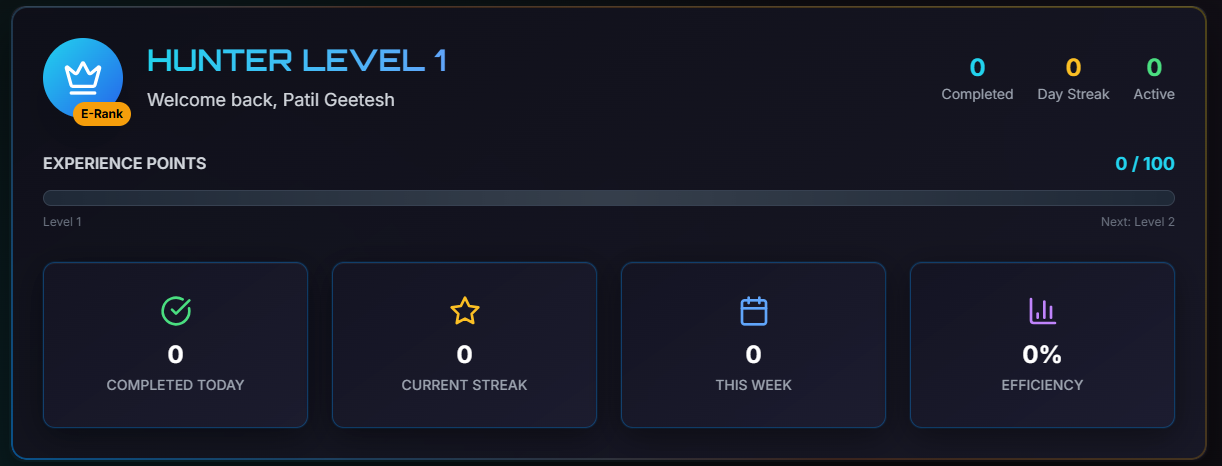 HUNTER LEVEL 1
Welcome back, Patil Geetesh
E-Rank
0 0 0
Completed Day Streak Active
EXPERIENCE POINTS 0 / 100
Level 1 Next: Level 2
0 0 0 0%
COMPLETED TODAY CURRENT STREAK THIS WEEK EFFICIENCY